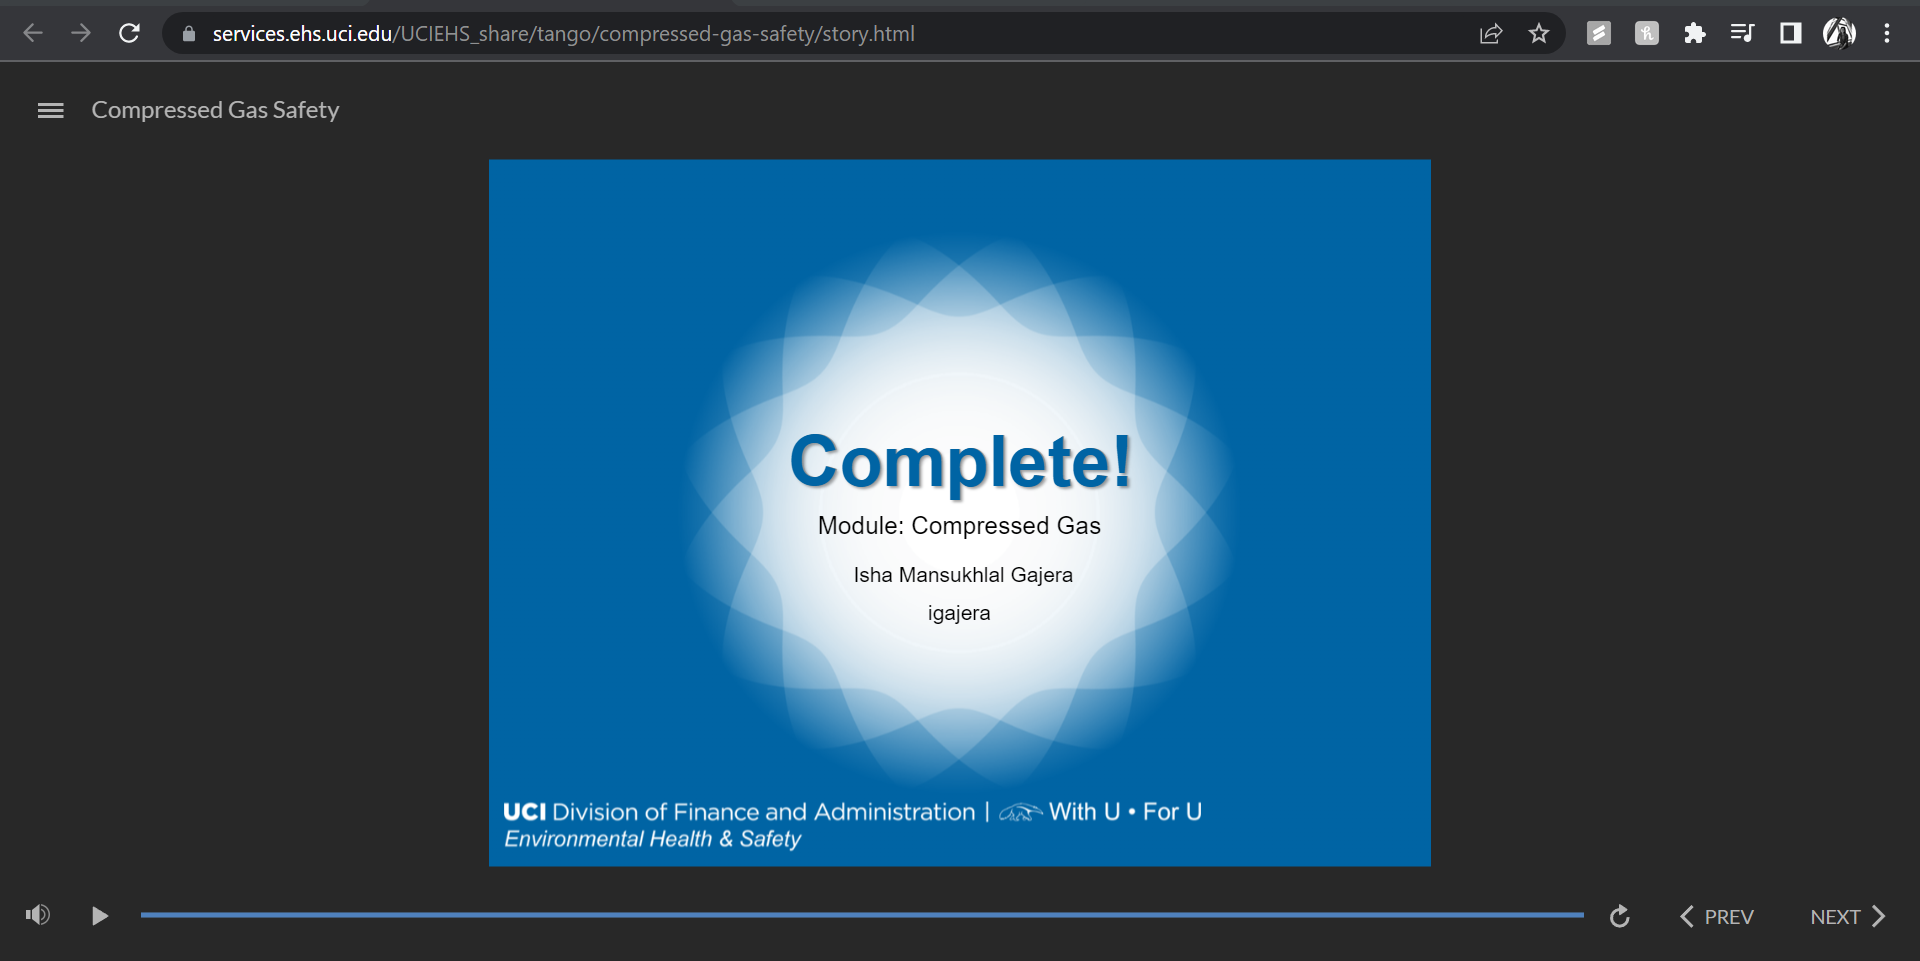 services.ehs.uci.edu/UCIEHS_share/tango/compressed-gas-safety/story.html
Compressed Gas Safety
Complete!
Module: Compressed Gas
Isha Mansukhlal Gajera
igajera
UCI Division of Finance and Administration | With U • For U
Environmental Health & Safety
PREV NEXT